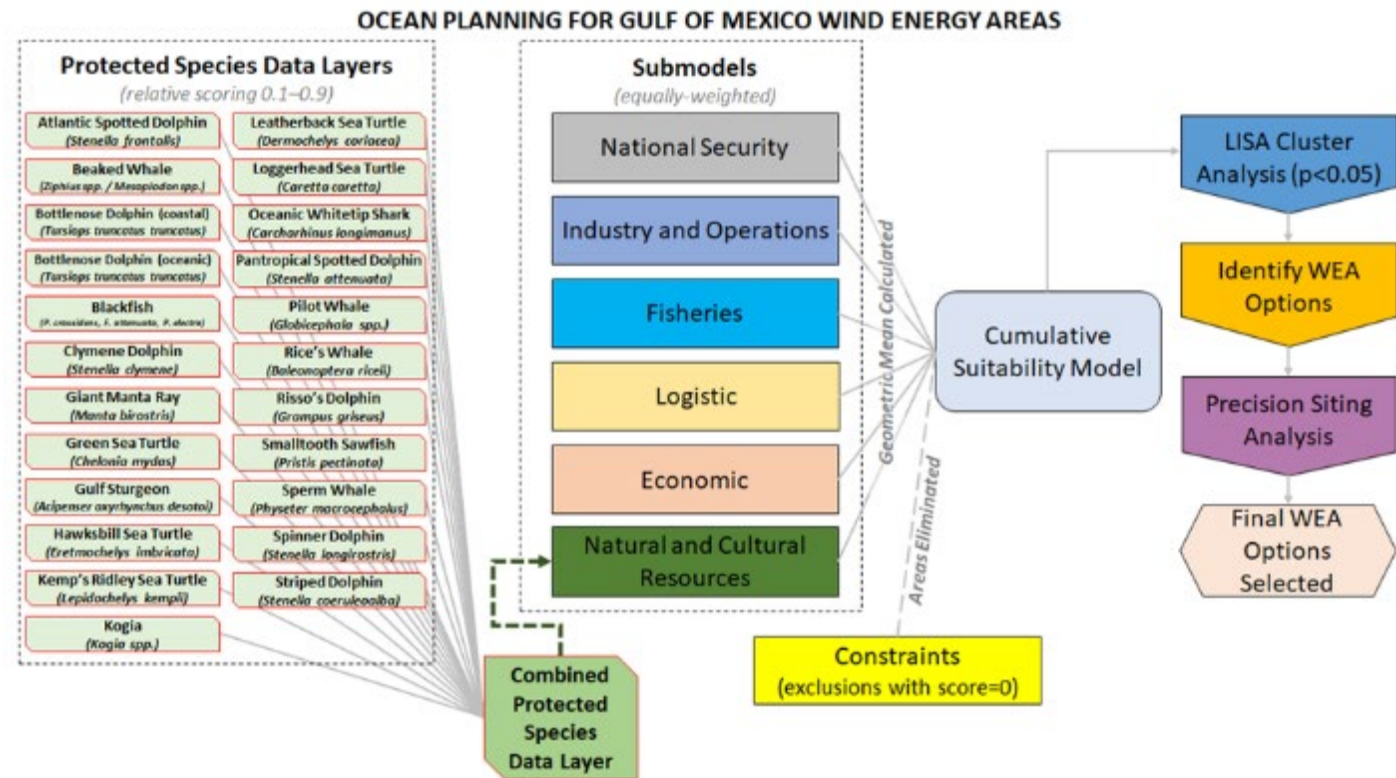 OCEAN PLANNING FOR GULF OF MEXICO WIND ENERGY AREAS
Protected Species Data Layers
(relative scoring 0.1–0.9)
Atlantic Spotted Dolphin
(Stenella frontalis)
Beaked Whale
(Ziphius spp. / Mesoplodon spp.)
Bottlenose Dolphin (coastal)
(Tursiops truncatus truncatus)
Bottlenose Dolphin (oceanic)
(Tursiops truncatus truncatus)
Blackfish
(P. crassidens, F. attenuata, P. electra)
Clymene Dolphin
(Stenella clymene)
Giant Manta Ray
(Manta birostris)
Green Sea Turtle
(Chelonia mydas)
Gulf Sturgeon
(Acipenser oxyrhynchus desotoi)
Hawksbill Sea Turtle
(Eretmochelys imbricata)
Kemp's Ridley Sea Turtle
(Lepidochelys kempii)
Kogia
(Kogia spp.)
Leatherback Sea Turtle
(Dermochelys coriacea)
Loggerhead Sea Turtle
(Caretta caretta)
Oceanic Whitetip Shark
(Carcharhinus longimanus)
Pantropical Spotted Dolphin
(Stenella attenuata)
Pilot Whale
(Globicephala spp.)
Rice's Whale
(Baleonoptera riceii)
Risso's Dolphin
(Grampus griseus)
Smalltooth Sawfish
(Pristis pectinata)
Sperm Whale
(Physeter macrocephalus)
Spinner Dolphin
(Stenella longirostris)
Striped Dolphin
(Stenella coeruleoalba)
Combined
Protected
Species
Data Layer
Submodels
(equally-weighted)
National Security
Industry and Operations
Fisheries
Logistic
Economic
Natural and Cultural
Resources
Geometric Mean Calculated
Areas Eliminated
Constraints
(exclusions with score=0)
Cumulative
Suitability Model
LISA Cluster
Analysis (p<0.05)
Identify WEA
Options
Precision Siting
Analysis
Final WEA
Options
Selected